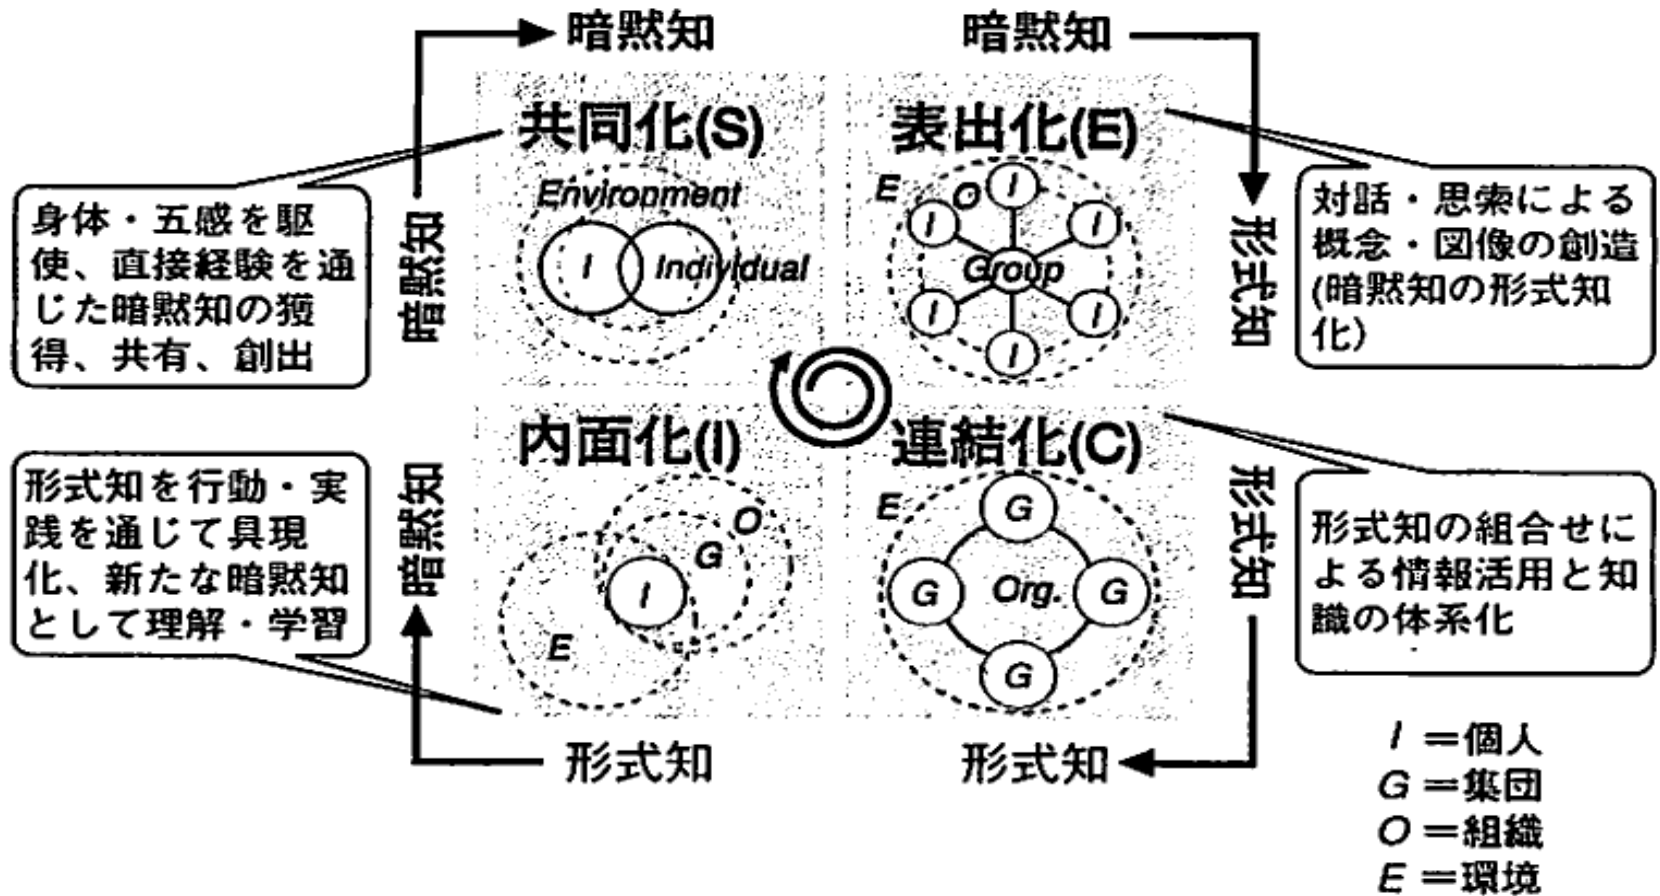 暗黙知
暗黙知
共同化(S)
表出化(E)
Environment
I
Individual
E
O
I
I
I
Group
I
I
I
身体・五感を駆
使、直接経験を通
じた暗黙知の獲
得、共有、創出
暗黙知
形式知
対話・思索による
概念・図像の創造
(暗黙知の形式知
化)
内面化(I)
連結化(C)
O
G
I
E
E
G
G
Org.
G
G
形式知を行動・実
践を通じて具現
化、新たな暗黙知
として理解・学習
暗黙知
形式知
形式知の組合せに
よる情報活用と知
識の体系化
形式知
形式知
I =個人
G =集団
O =組織
E =環境